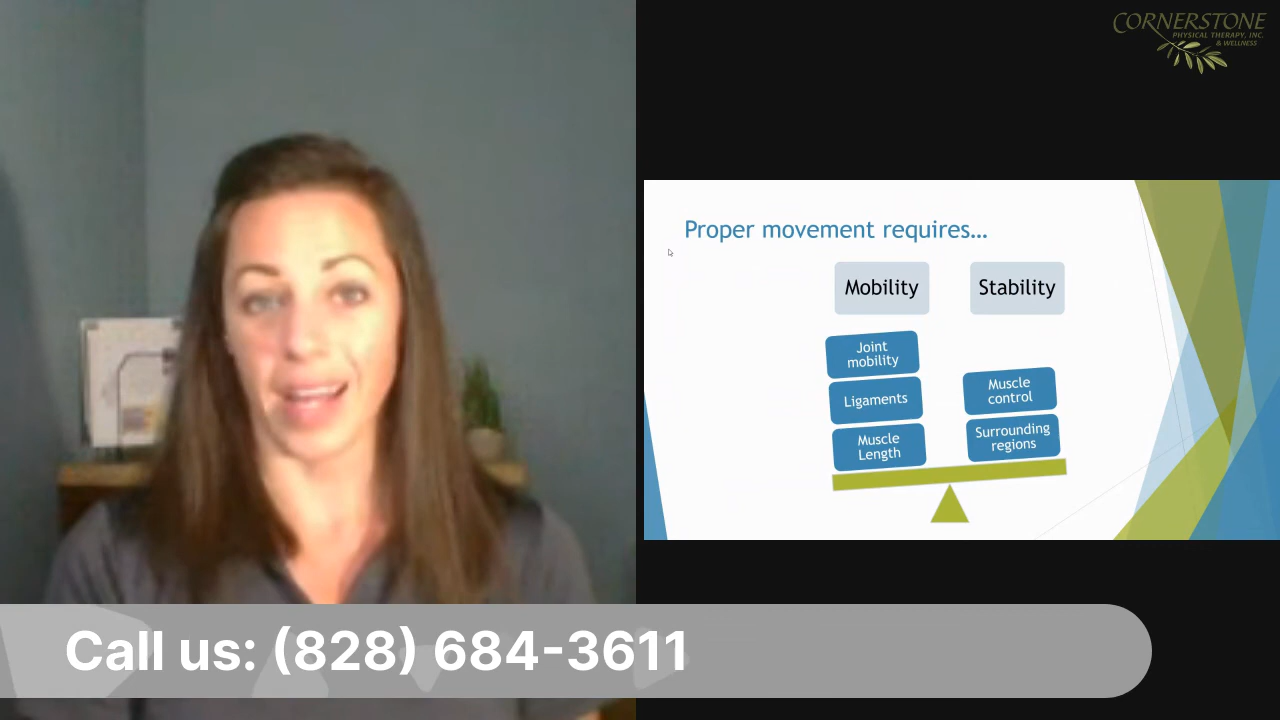 CORNERSTONE
PHYSICAL THERAPY, INC.
& WELLNESS
Proper movement requires…
Mobility
Stability
Joint
mobility
Ligaments
Muscle
Length
Muscle
control
Surrounding
regions
Call us: (828) 684-3611